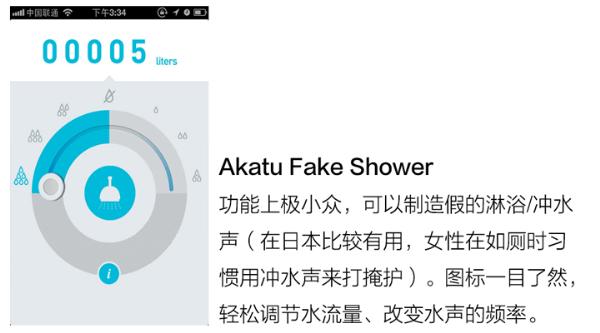 中国联通 下午3:34
00005 liters
i
Akatu Fake Shower
功能上极小众，可以制造假的淋浴/冲水
声（在日本比较有用，女性在如厕时习
惯用冲水声来打掩护）。图标一目了然，
轻松调节水流量、改变水声的频率。